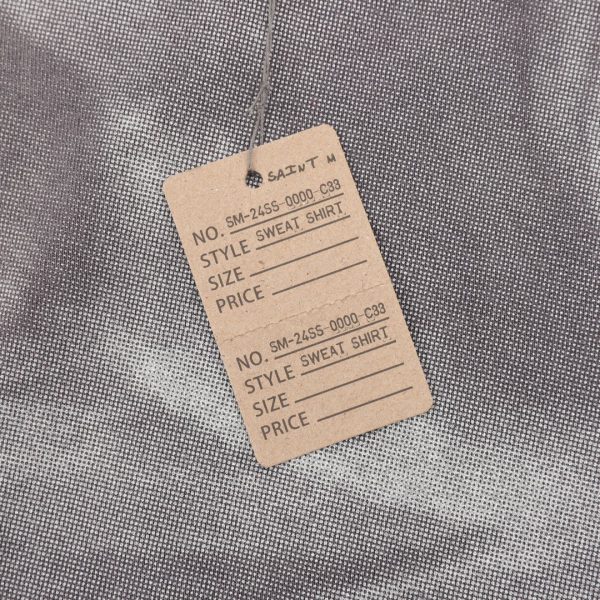 SAINT M
NO. SM-24SS-0000-C33
STYLE SWEAT SHIRT
SIZE
PRICE
NO. SM-24SS-0000-C33
STYLE SWEAT SHIRT
SIZE
PRICE